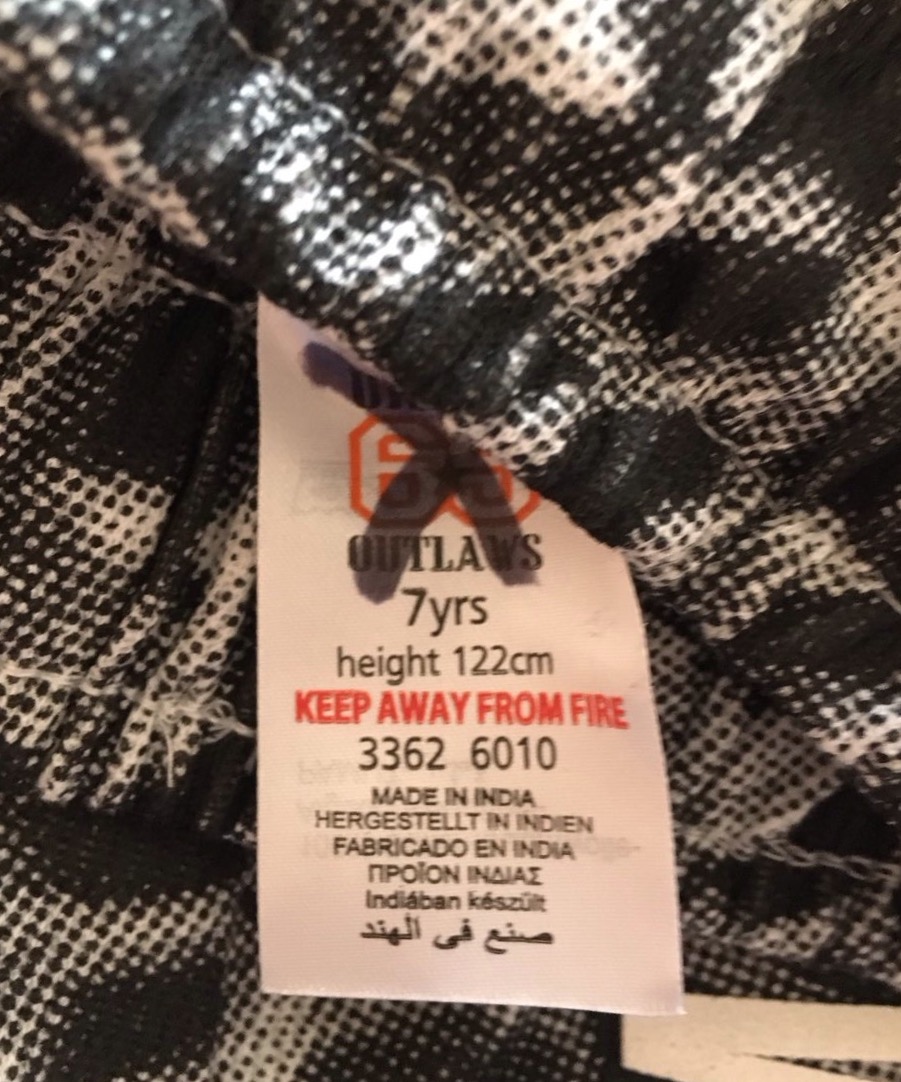 OUTLAWS
7yrs
height 122cm
KEEP AWAY FROM FIRE
3362 6010
MADE IN INDIA
HERGESTELLT IN INDIEN
FABRICADO EN INDIA
ΠΡΟΪΟΝ ΙΝΔΙΑΣ
Indiában készült
صنع في الهند